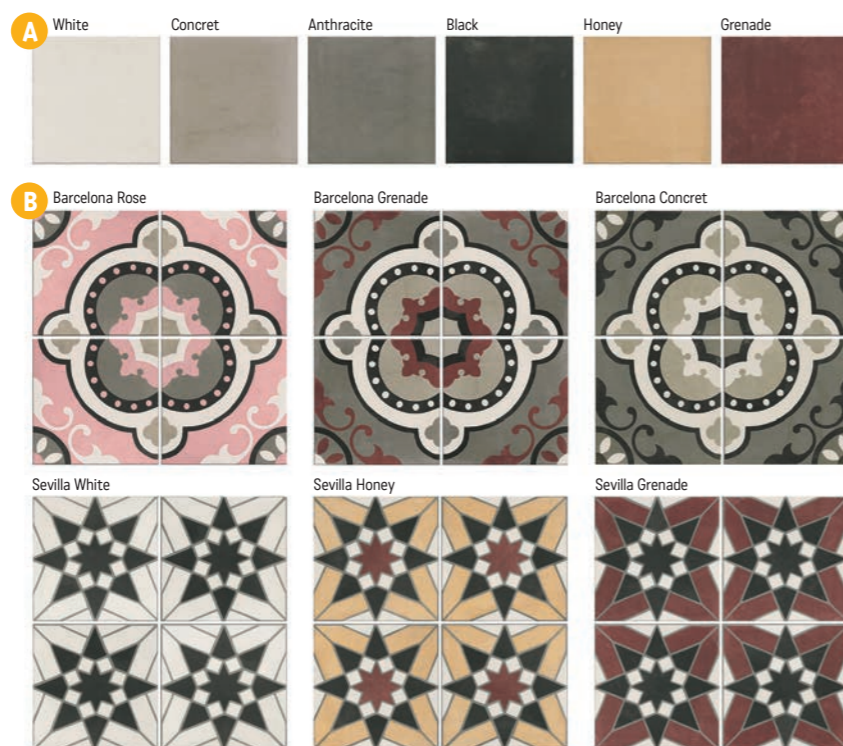 A White Concret Anthracite Black Honey Grenade
B Barcelona Rose Barcelona Grenade Barcelona Concret
Sevilla White Sevilla Honey Sevilla Grenade